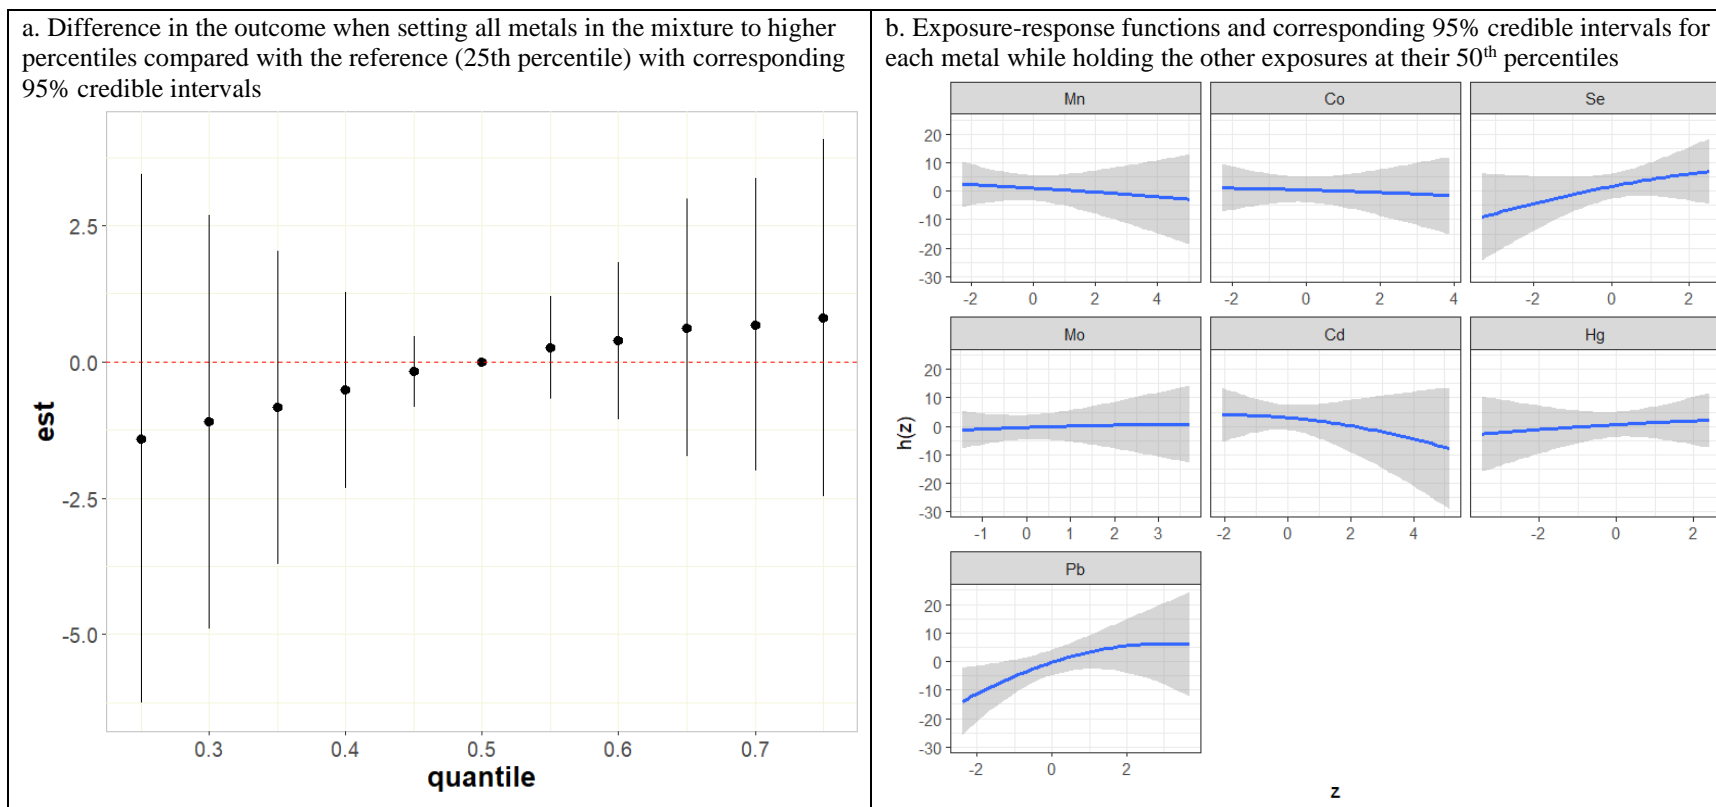 a. Difference in the outcome when setting all metals in the mixture to higher
percentiles compared with the reference (25th percentile) with corresponding
95% credible intervals
2.5
0.0
-2.5
-5.0
est
0.3 0.4 0.5 0.6 0.7
quantile
b. Exposure-response functions and corresponding 95% credible intervals for
each metal while holding the other exposures at their 50th percentiles
Mn Co Se
20
10
0
-10
-20
-30
-2 0 2 4 -2 0 2 4 -2 0 2
Mo Cd Hg
20
10
0
-10
-20
-30
h(z)
-1 0 1 2 3 -2 0 2 4 -2 0 2
Pb
20
10
0
-10
-20
-30
-2 0 2
z